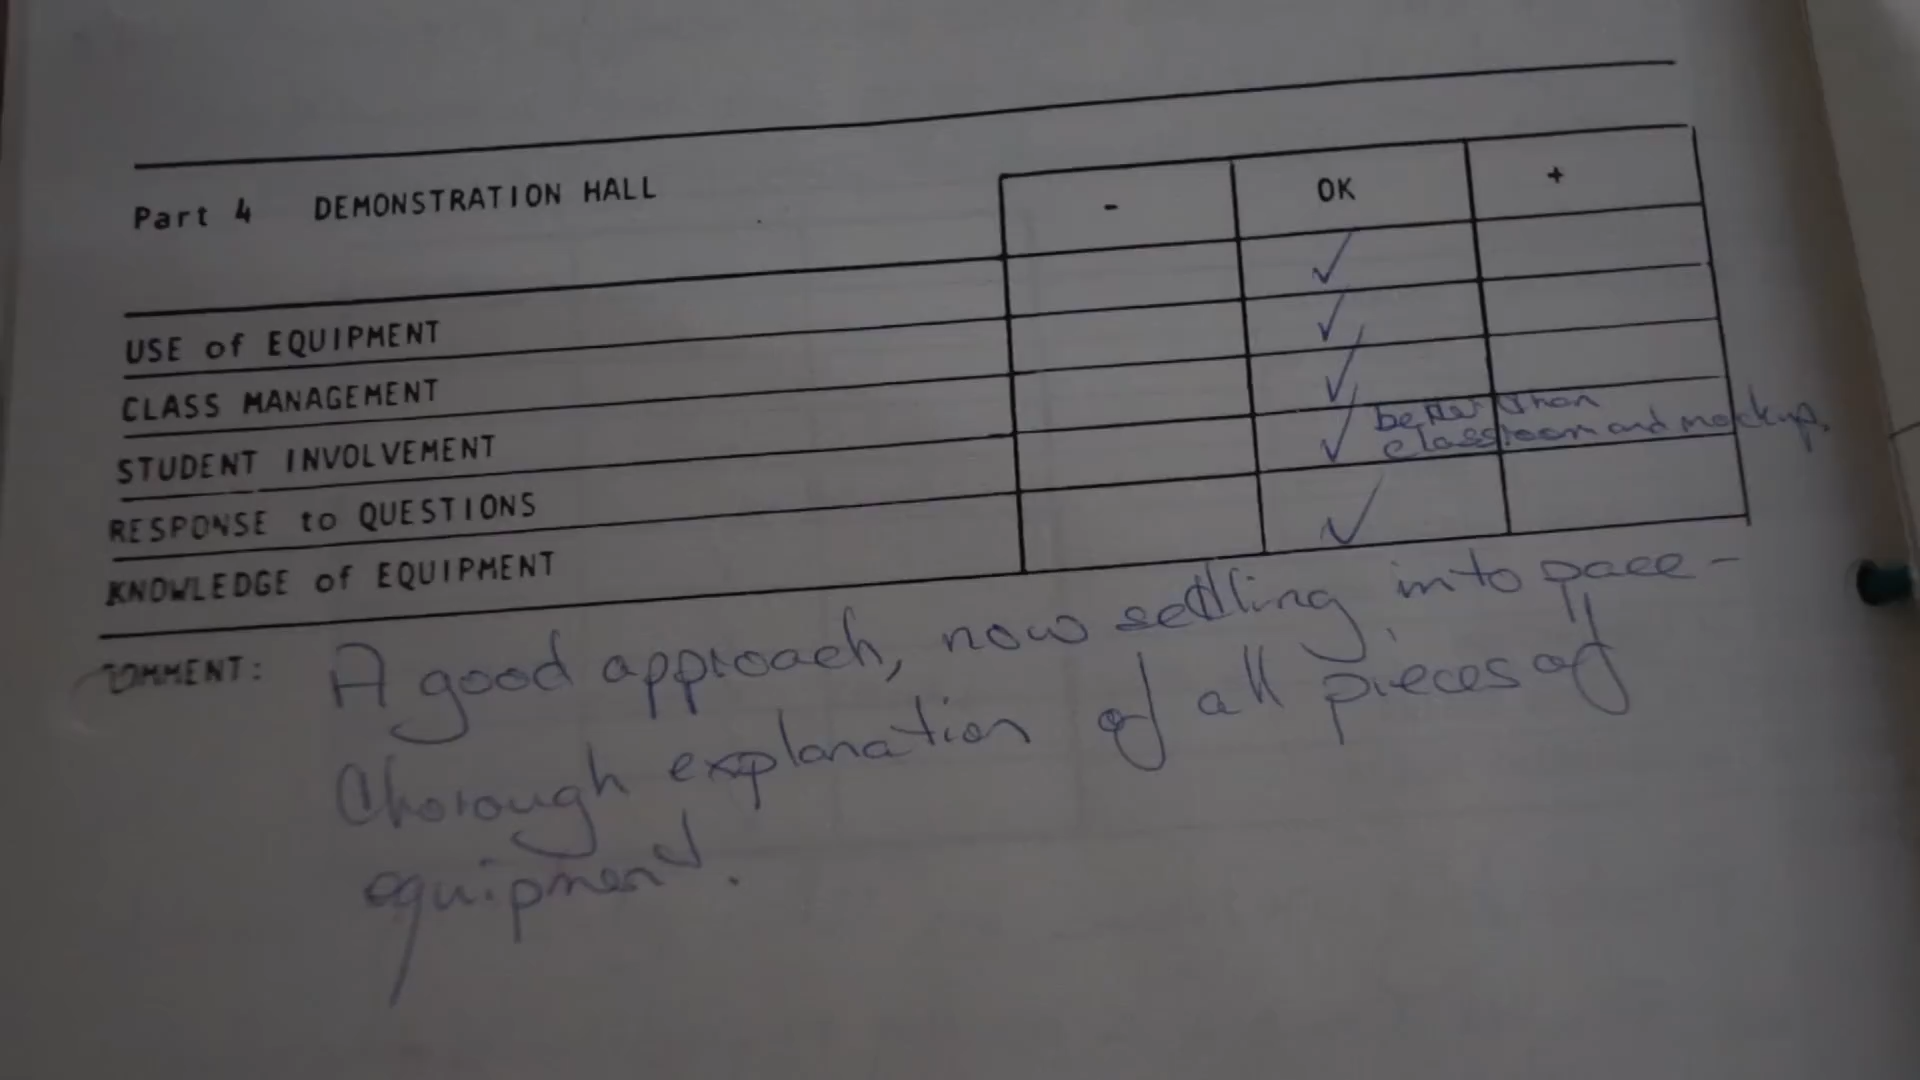 Part 4 DEMONSTRATION HALL
- OK +
USE of EQUIPMENT ✓
CLASS MANAGEMENT ✓
STUDENT INVOLVEMENT ✓
RESPONSE to QUESTIONS ✓ better than
classroom and mockup.
KNOWLEDGE of EQUIPMENT ✓
COMMENT: A good approach, now settling into pace -
thorough explanation of all pieces of
equipment.